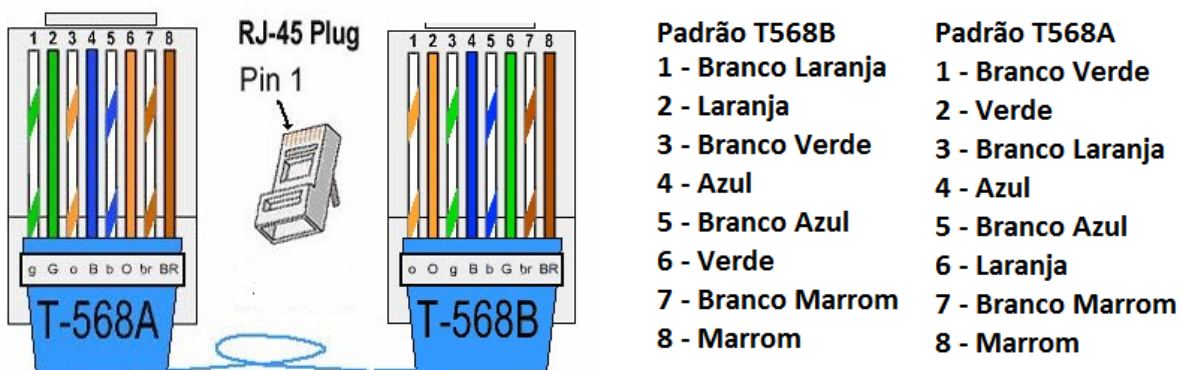 1 2 3 4 5 6 7 8
g G o B b O br BR
T-568A
RJ-45 Plug
Pin 1
1 2 3 4 5 6 7 8
o O g B b G br BR
T-568B
Padrão T568B
1 - Branco Laranja
2 - Laranja
3 - Branco Verde
4 - Azul
5 - Branco Azul
6 - Verde
7 - Branco Marrom
8 - Marrom
Padrão T568A
1 - Branco Verde
2 - Verde
3 - Branco Laranja
4 - Azul
5 - Branco Azul
6 - Laranja
7 - Branco Marrom
8 - Marrom